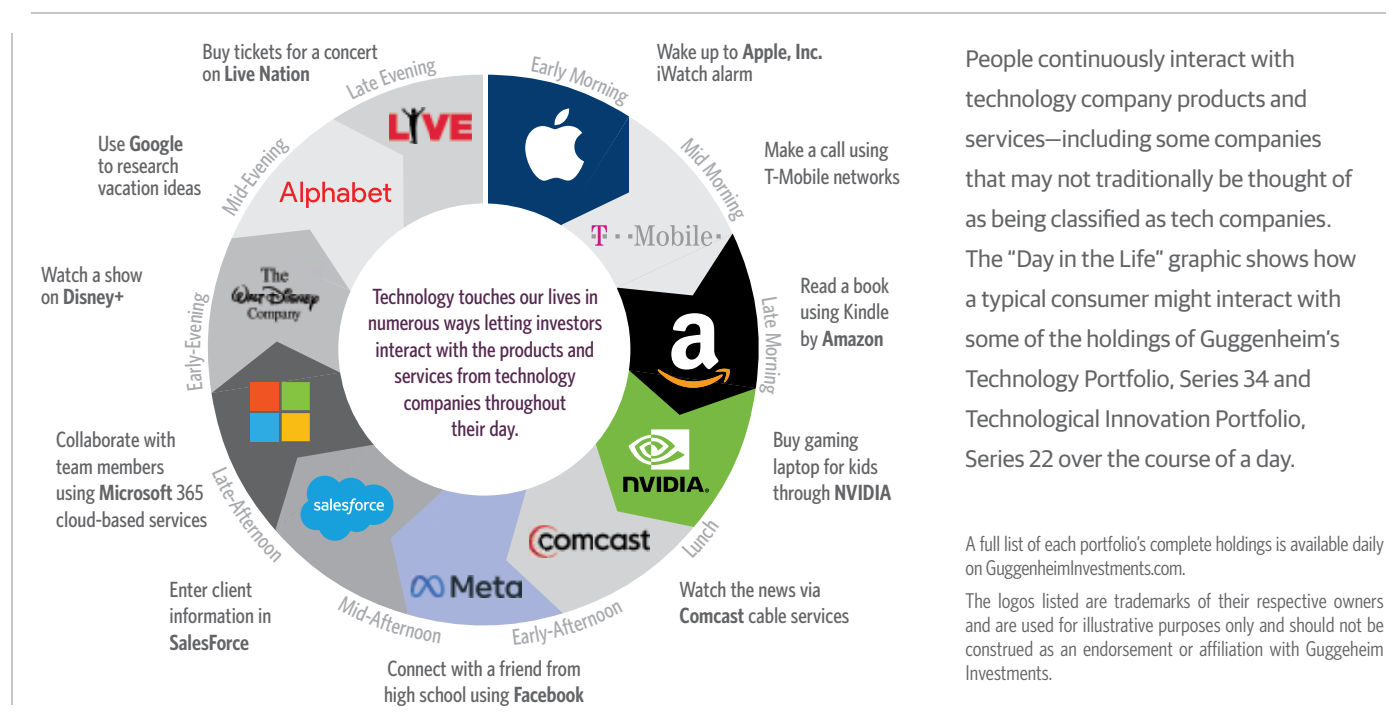 Buy tickets for a concert
on Live Nation
Late Evening
LIVE
Early Morning
Wake up to Apple, Inc.
iWatch alarm
Mid Morning
Make a call using
T-Mobile networks
T··Mobile·
Late Morning
Read a book
using Kindle
by Amazon
a
Lunch
Buy gaming
laptop for kids
through NVIDIA
NVIDIA.
Early-Afternoon
Watch the news via
Comcast cable services
Comcast
Meta
Connect with a friend from
high school using Facebook
Mid-Afternoon
Enter client
information in
SalesForce
salesforce
Late-Afternoon
Collaborate with
team members
using Microsoft 365
cloud-based services
Early-Evening
Watch a show
on Disney+
The
Walt Disney
Company
Mid-Evening
Use Google
to research
vacation ideas
Alphabet
Technology touches our lives in
numerous ways letting investors
interact with the products and
services from technology
companies throughout
their day.
People continuously interact with
technology company products and
services—including some companies
that may not traditionally be thought of
as being classified as tech companies.
The “Day in the Life” graphic shows how
a typical consumer might interact with
some of the holdings of Guggenheim’s
Technology Portfolio, Series 34 and
Technological Innovation Portfolio,
Series 22 over the course of a day.
A full list of each portfolio’s complete holdings is available daily
on GuggenheimInvestments.com.
The logos listed are trademarks of their respective owners
and are used for illustrative purposes only and should not be
construed as an endorsement or affiliation with Guggeheim
Investments.